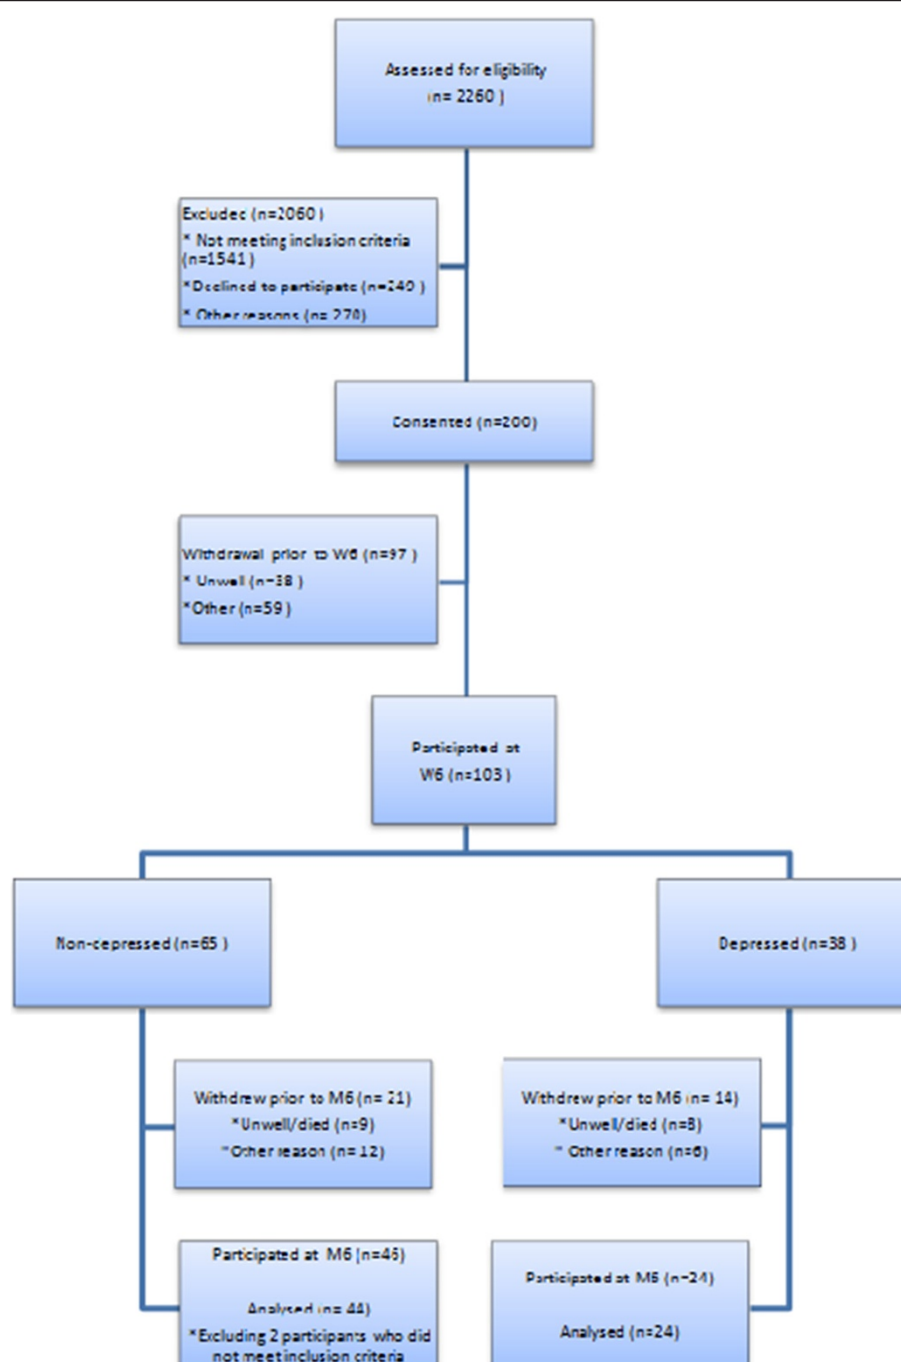 Assessed for eligibility
(n= 2260 )
Excluded (n=2060 )
* Not meeting inclusion criteria
(n=1541 )
*Declined to participate (n=249 )
* Other reasons (n= 270)
Consented (n=200)
Withdrawal prior to W6 (n=97 )
* Unwell (n=38 )
*Other (n=59 )
Participated at
W6 (n=103 )
Non-depressed (n=65 )
Depressed (n=38 )
Withdrew prior to M6 (n= 21)
*Unwell/died (n=9)
*Other reason (n= 12)
Withdrew prior to M6 (n= 14)
*Unwell/died (n=8)
* Other reason (n=6)
Participated at M6 (n=46)
Analysed (n= 44)
*Excluding 2 participants who did
not meet inclusion criteria
Participated at M6 (n=24)
Analysed (n=24)